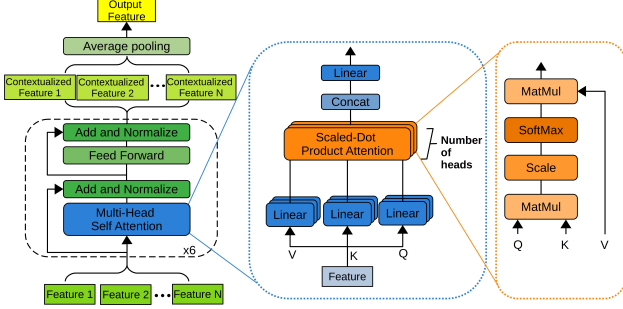 Output
Feature
Average pooling
Contextualized
Feature 1
Contextualized
Feature 2
Contextualized
Feature N
Add and Normalize
Feed Forward
Add and Normalize
Multi-Head
Self Attention
x6
Feature 1
Feature 2
Feature N
Linear
Concat
Scaled-Dot
Product Attention
Number
of
heads
Linear
Linear
Linear
V
K
Q
Feature
MatMul
SoftMax
Scale
MatMul
Q
K
V